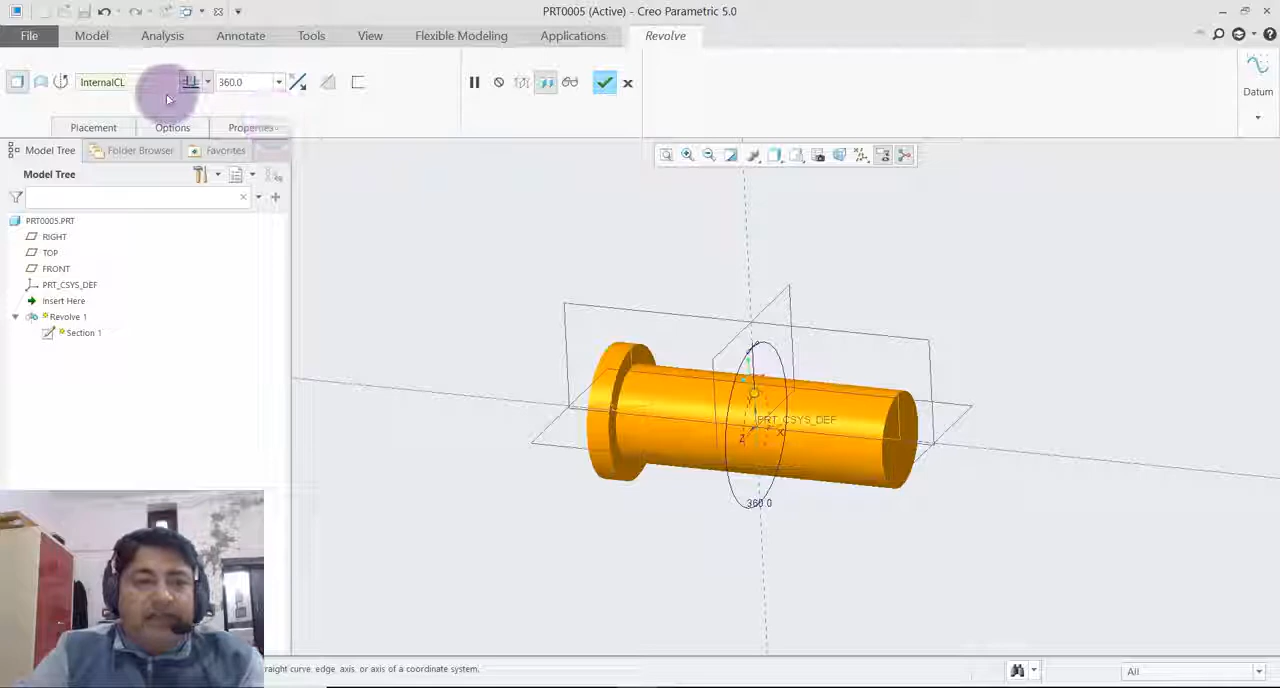 PRT0005 (Active) - Creo Parametric 5.0
File Model Analysis Annotate Tools View Flexible Modeling Applications Revolve
InternalCL 360.0
Datum
Placement Options Properties
Model Tree Folder Browser Favorites
Model Tree
PRT0005.PRT
RIGHT
TOP
FRONT
PRT_CSYS_DEF
Insert Here
Revolve 1
Section 1
PRT_CSYS_DEF
X
Z
360.0
raight curve, edge, axis, or axis of a coordinate system.
All